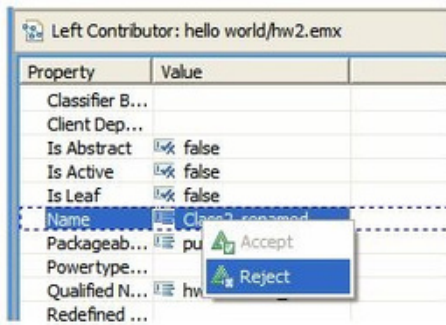 Left Contributor: hello world/hw2.emx
Property Value
Classifier B...
Client Dep...
Is Abstract false
Is Active false
Is Leaf false
Name Class2_renamed
Packageab... pu
Accept
Powertype...
Reject
Qualified N... hw
Redefined ...